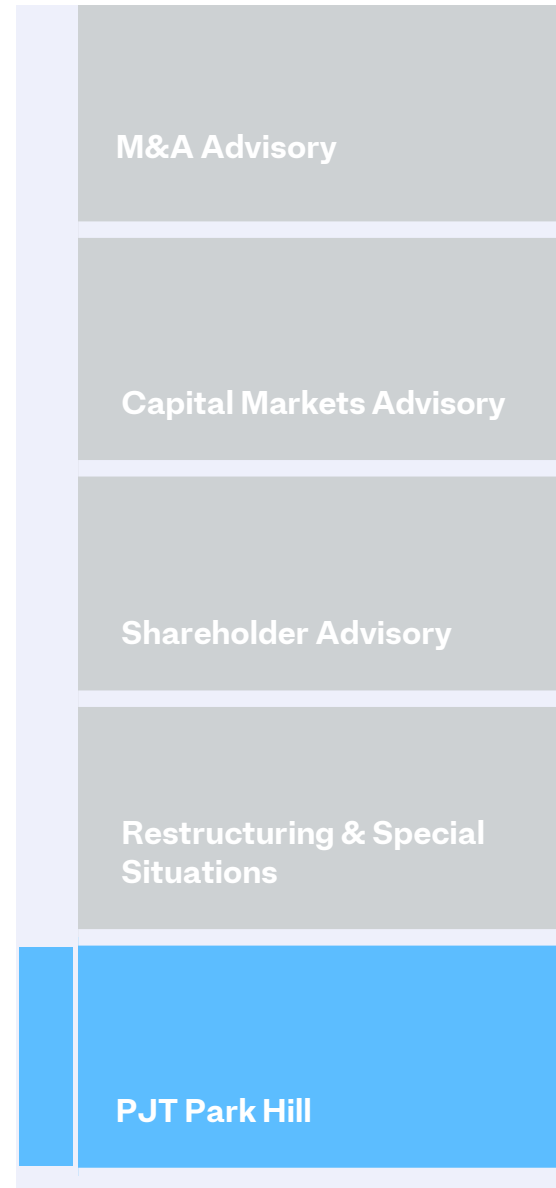 M&A Advisory
Capital Markets Advisory
Shareholder Advisory
Restructuring & Special
Situations
PJT Park Hill